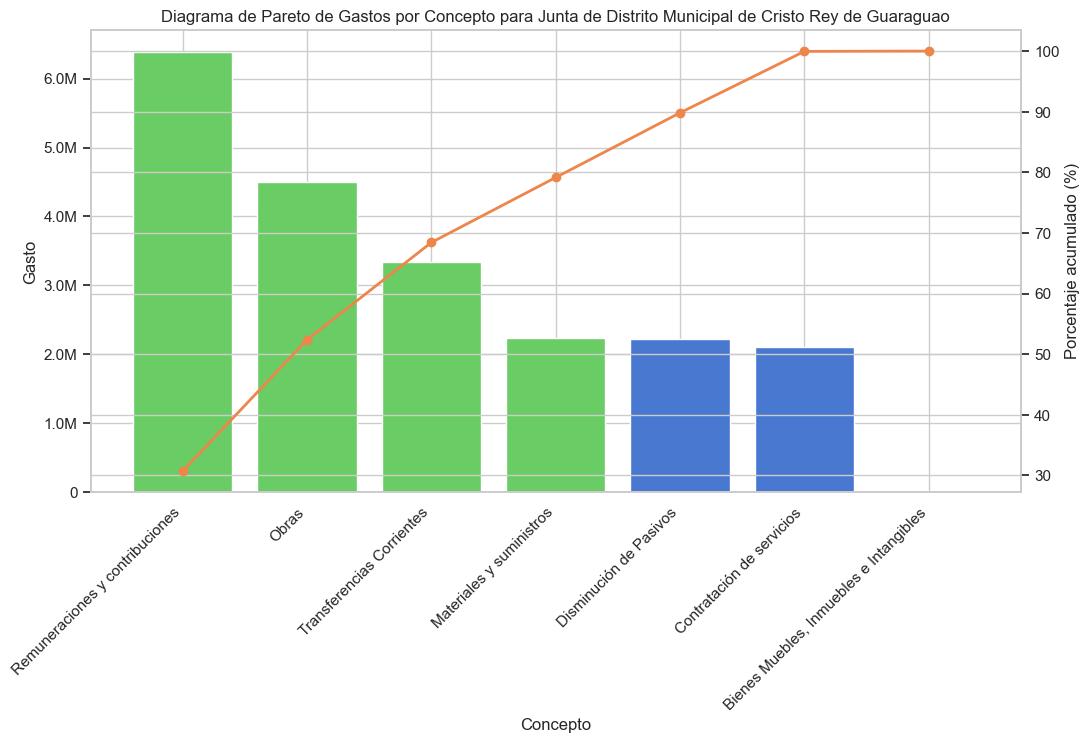 Diagrama de Pareto de Gastos por Concepto para Junta de Distrito Municipal de Cristo Rey de Guaraguao
Gasto
6.0M
5.0M
4.0M
3.0M
2.0M
1.0M
0
100
90
80
70
60
50
40
30
Porcentaje acumulado (%)
Remuneraciones y contribuciones
Obras
Transferencias Corrientes
Materiales y suministros
Disminución de Pasivos
Contratación de servicios
Bienes Muebles, Inmuebles e Intangibles
Concepto